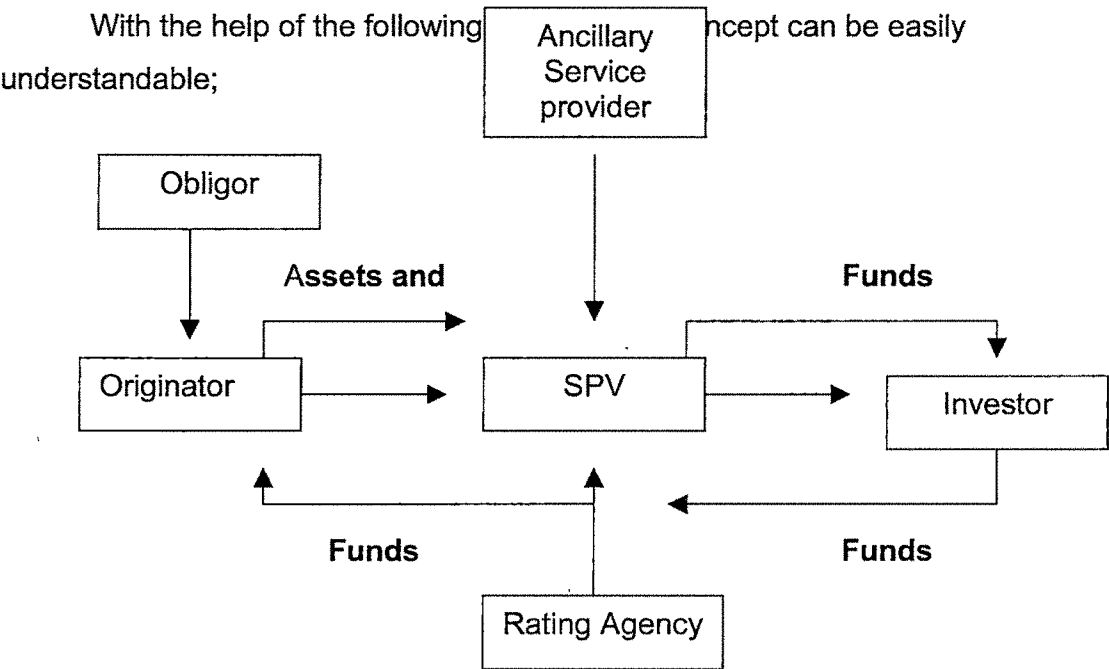 With the help of the following ncept can be easily
understandable;
Ancillary
Service
provider
Obligor
Assets and
Funds
Originator
SPV
Investor
Funds
Funds
Rating Agency